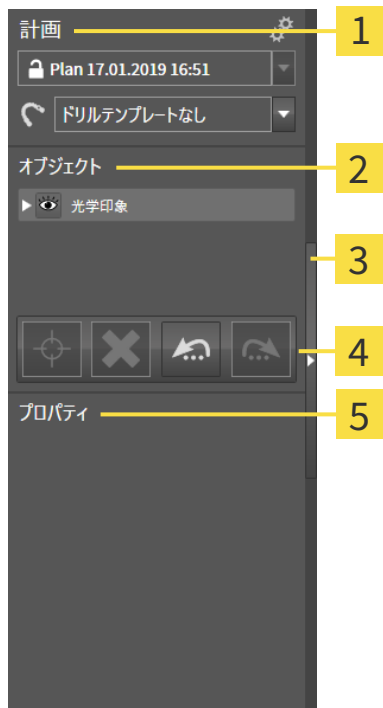 計画
1
Plan 17.01.2019 16:51
ドリルテンプレートなし
オブジェクト
2
光学印象
3
4
プロパティ
5